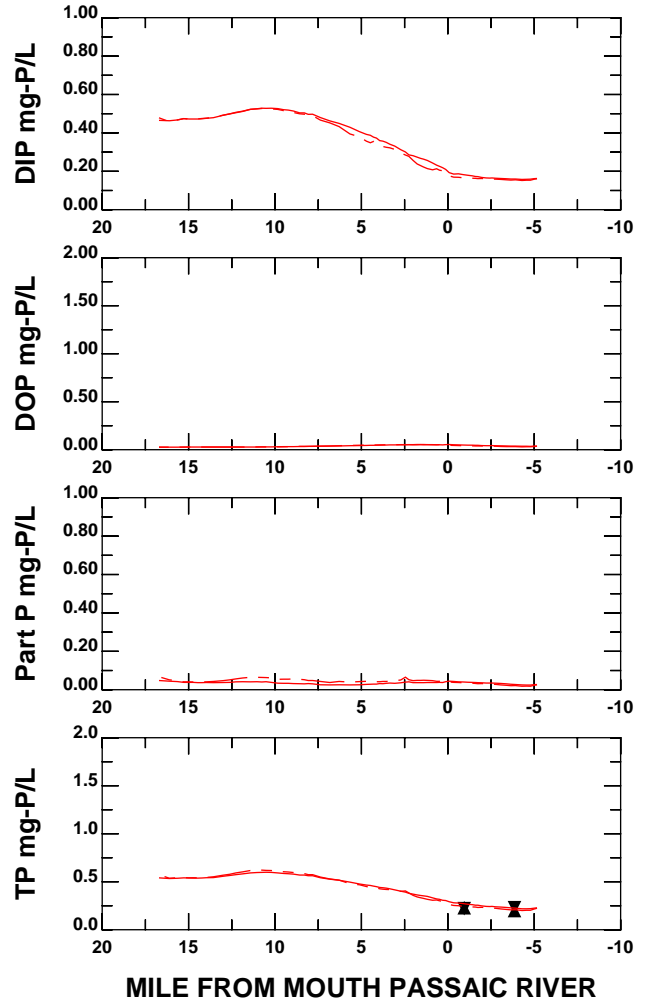 DIP mg-P/L
1.00
0.80
0.60
0.40
0.20
0.00
20 15 10 5 0 -5 -10
DOP mg-P/L
2.00
1.50
1.00
0.50
0.00
20 15 10 5 0 -5 -10
Part P mg-P/L
1.00
0.80
0.60
0.40
0.20
0.00
20 15 10 5 0 -5 -10
TP mg-P/L
2.0
1.5
1.0
0.5
0.0
20 15 10 5 0 -5 -10
MILE FROM MOUTH PASSAIC RIVER